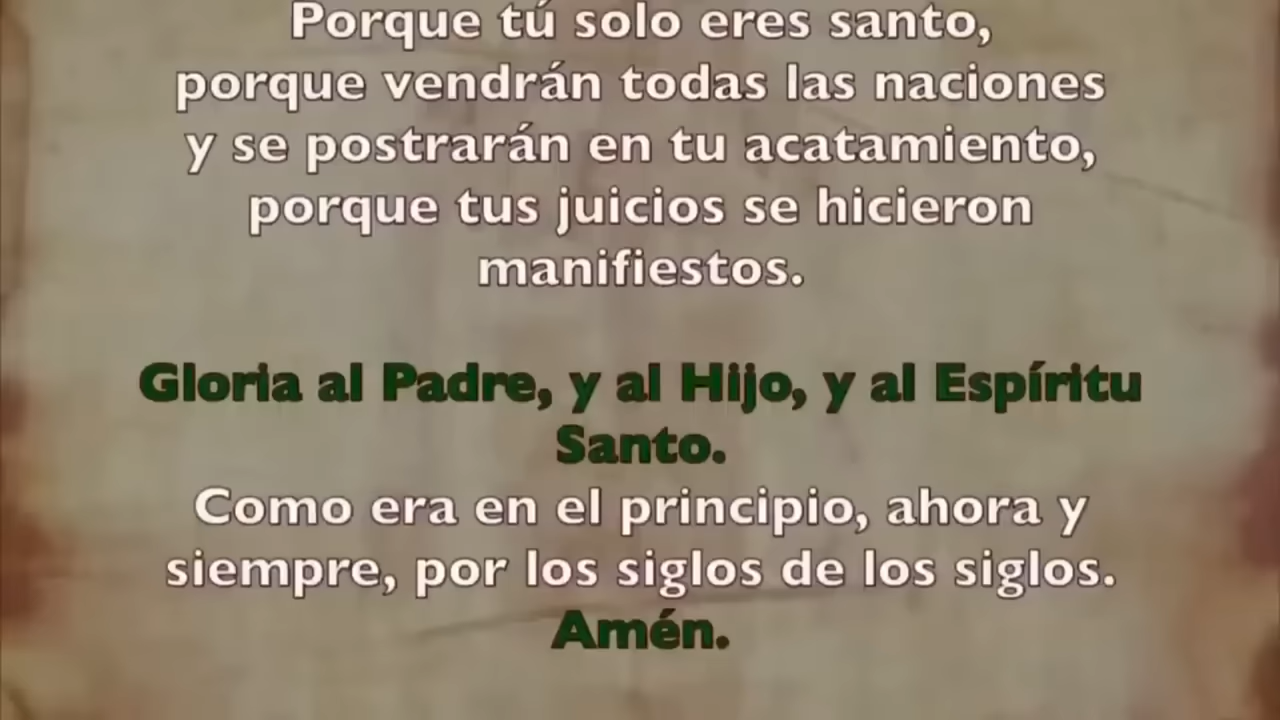 Porque tú solo eres santo,
porque vendrán todas las naciones
y se postrarán en tu acatamiento,
porque tus juicios se hicieron
manifiestos.
Gloria al Padre, y al Hijo, y al Espíritu
Santo.
Como era en el principio, ahora y
siempre, por los siglos de los siglos.
Amén.